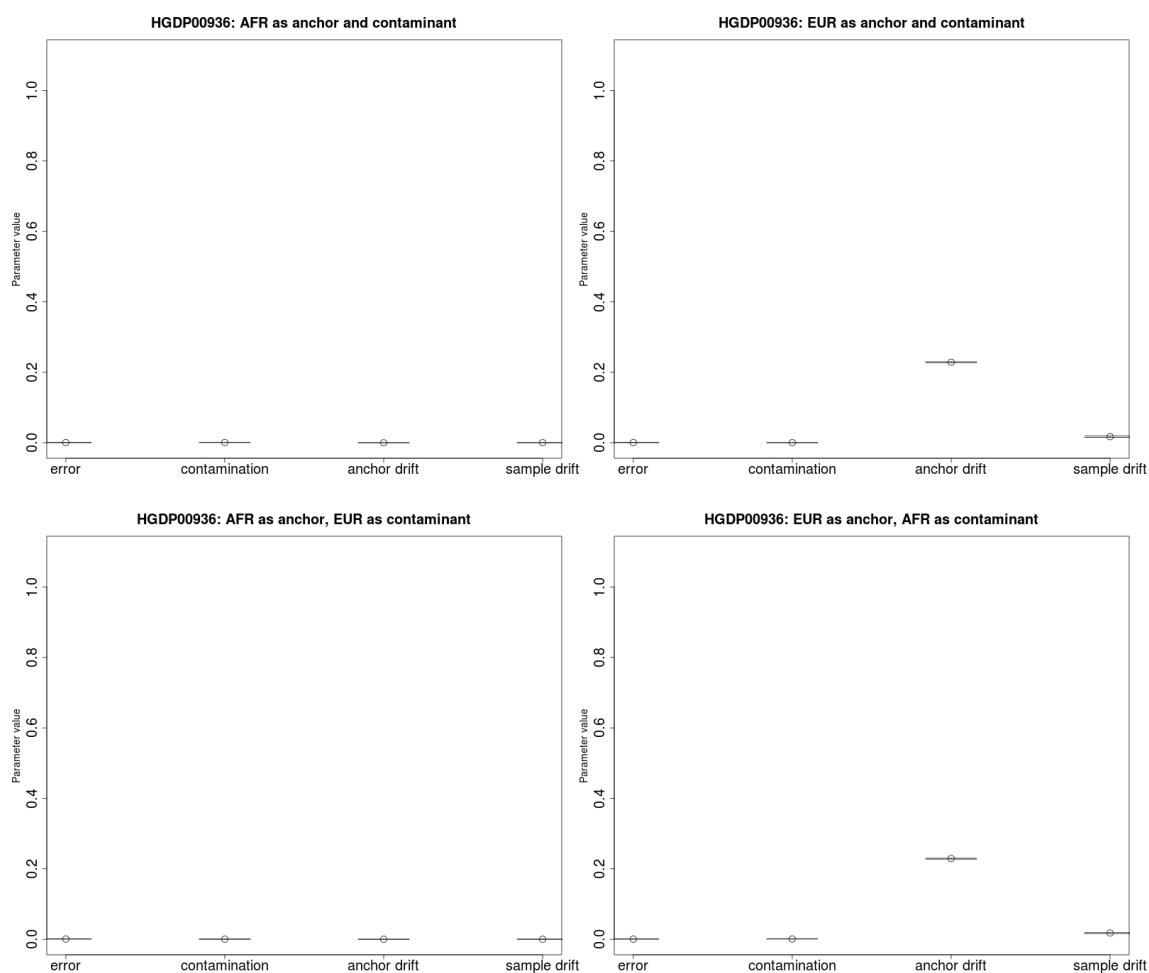 HGDP00936: AFR as anchor and contaminant
Parameter value
0.0 0.2 0.4 0.6 0.8 1.0
error contamination anchor drift sample drift
HGDP00936: EUR as anchor and contaminant
Parameter value
0.0 0.2 0.4 0.6 0.8 1.0
error contamination anchor drift sample drift
HGDP00936: AFR as anchor, EUR as contaminant
Parameter value
0.0 0.2 0.4 0.6 0.8 1.0
error contamination anchor drift sample drift
HGDP00936: EUR as anchor, AFR as contaminant
Parameter value
0.0 0.2 0.4 0.6 0.8 1.0
error contamination anchor drift sample drift